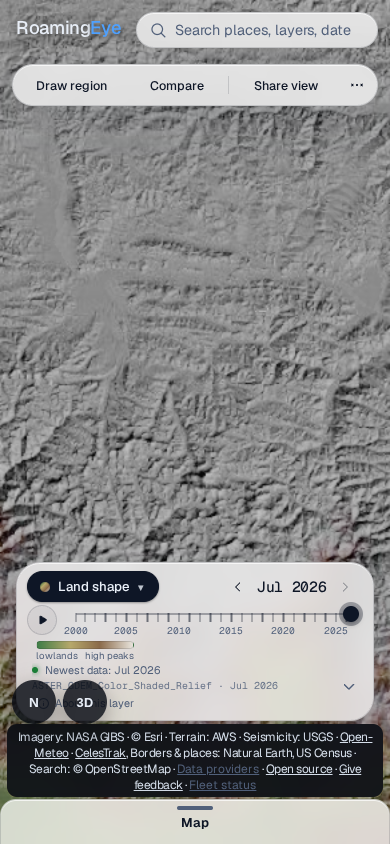 RoamingEye
Search places, layers, date
Draw region Compare Share view ···
Land shape ▾
Jul 2026
2000 2005 2010 2015 2020 2025
lowlands high peaks
Newest data: Jul 2026
Color_Shaded_Relief · Jul 2026
N 3D layer
Imagery: NASA GIBS · © Esri · Terrain: AWS · Seismicity: USGS · Open-
Meteo · CelesTrak, Borders & places: Natural Earth, US Census ·
Search: © OpenStreetMap · Data providers · Open source · Give
feedback · Fleet status
Map